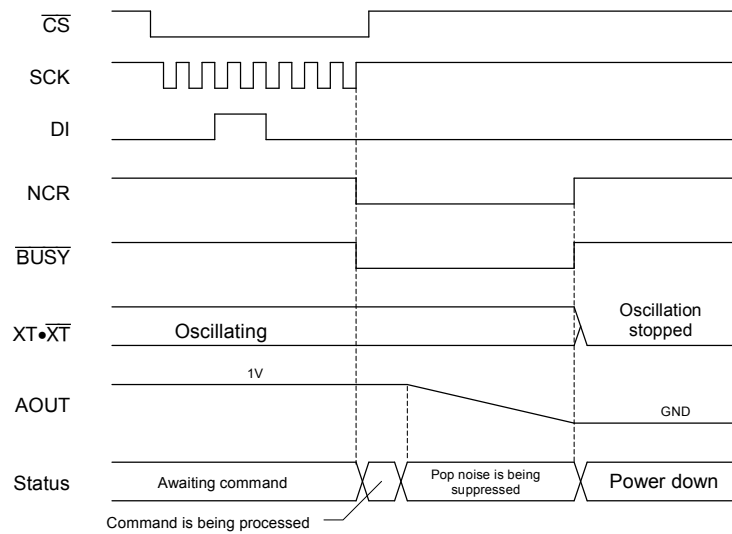 CS
SCK
DI
NCR
BUSY
XT•XT
Oscillating
Oscillation
stopped
AOUT
1V
GND
Status
Awaiting command
Pop noise is being
suppressed
Power down
Command is being processed